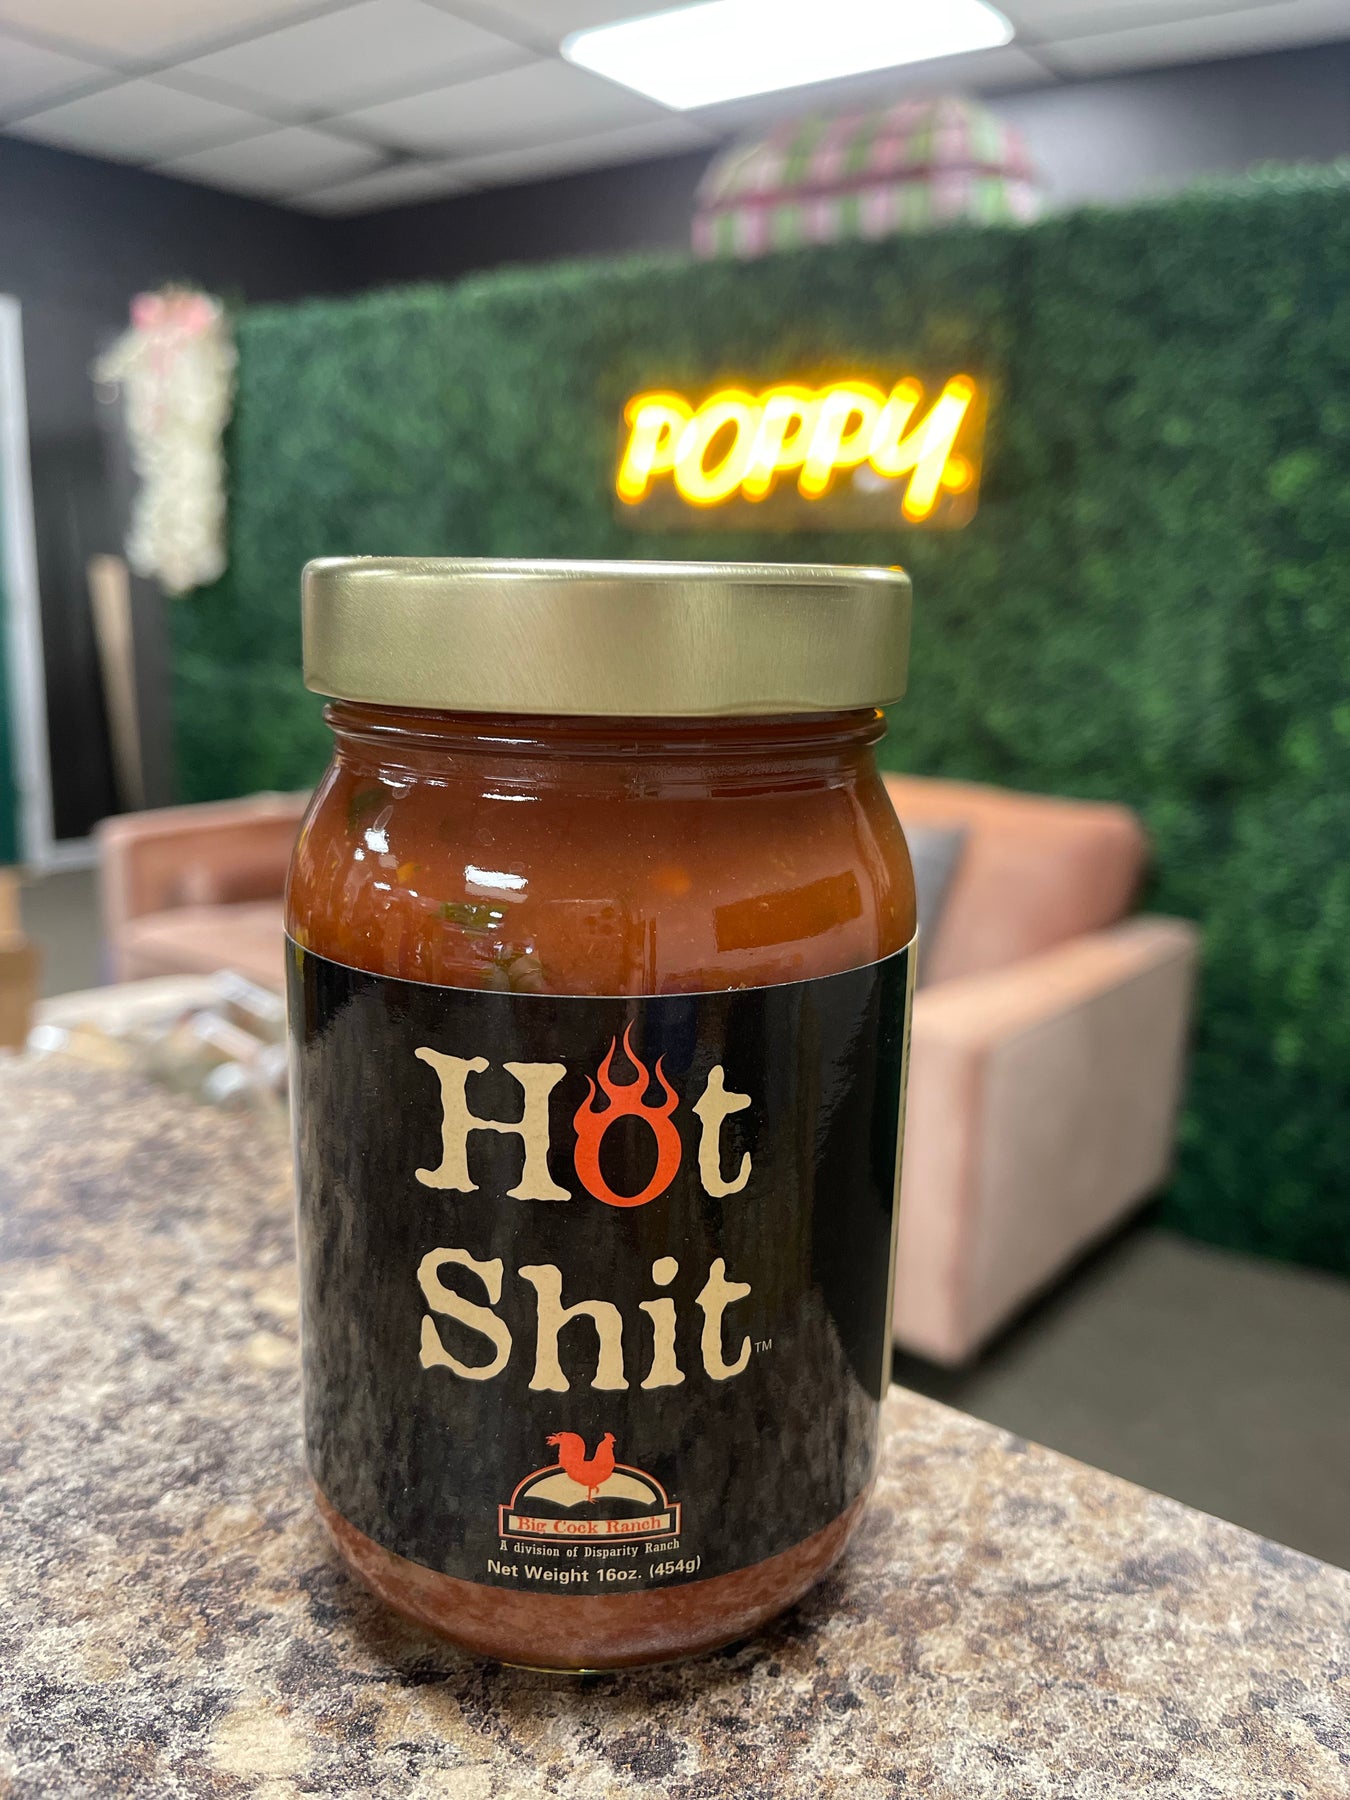 POPPY.
Hot
Shit™
Big Cock Ranch
A division of Disparity Ranch
Net Weight 16oz. (454g)